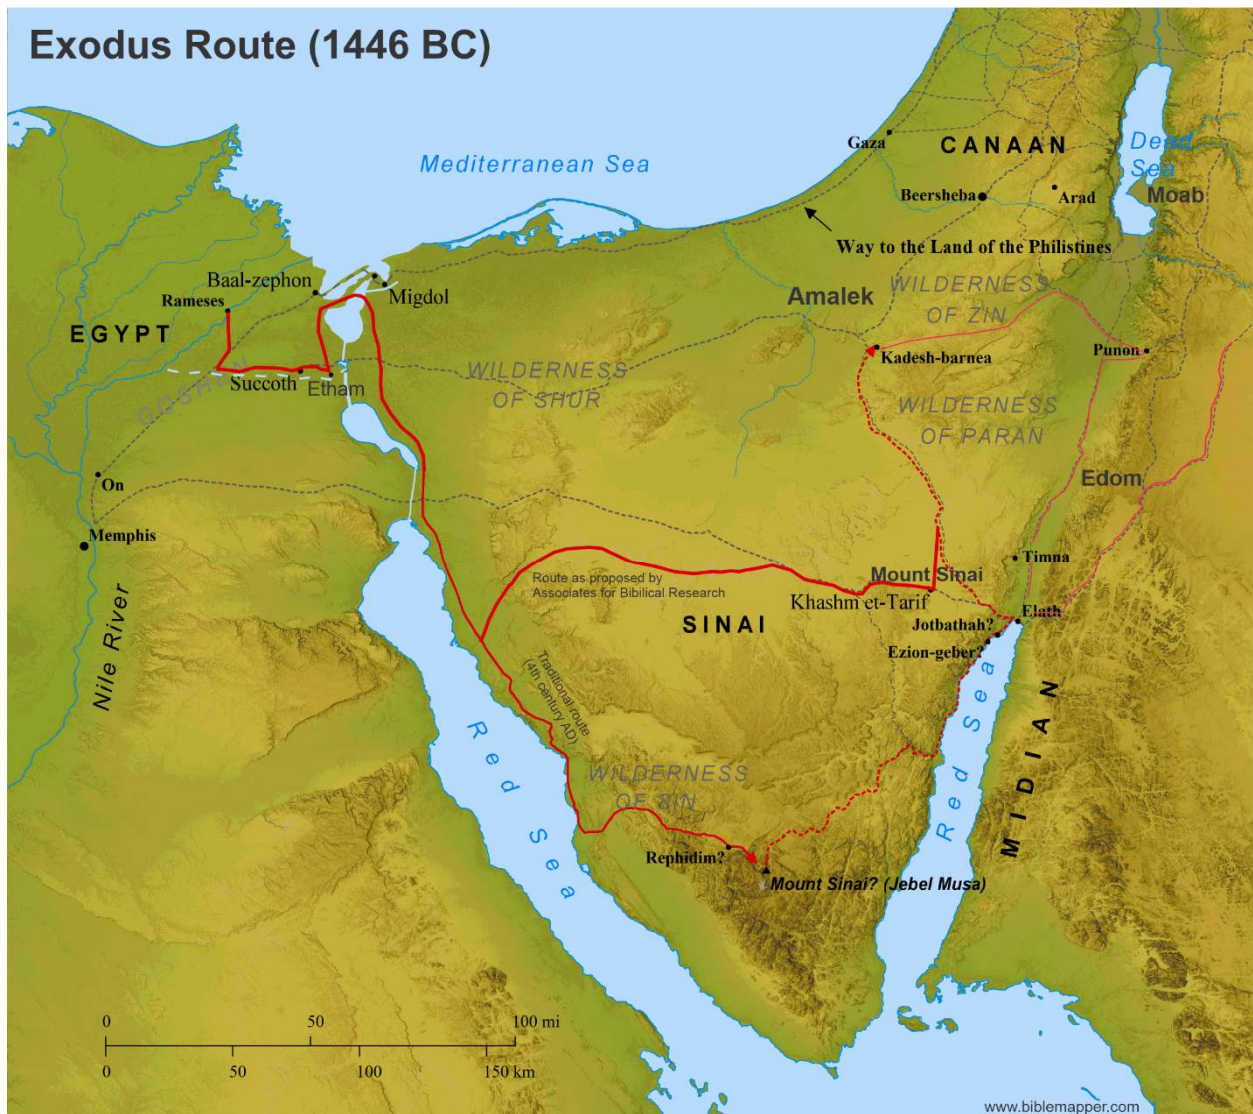 Exodus Route (1446 BC)
Mediterranean Sea
Gaza
CANAAN
Dead
Sea
Beersheba
Arad
Moab
Way to the Land of the Philistines
Baal-zephon
Rameses
Migdol
EGYPT
Amalek
WILDERNESS
OF ZIN
Kadesh-barnea
Punon
GOSHEN
Succoth
Etham
WILDERNESS
OF SHUR
WILDERNESS
OF PARAN
On
Edom
Memphis
Timna
Mount Sinai
Route as proposed by
Associates for Bibilical Research
Khashm et-Tarif
SINAI
Elath
Jotbathah?
Ezion-geber?
Nile River
Traditional route
(4th century AD)
Red Sea
Red Sea
MIDIAN
WILDERNESS
OF SIN
Rephidim?
Mount Sinai? (Jebel Musa)
0 50 100 mi
0 50 100 150 km
www.biblemapper.com